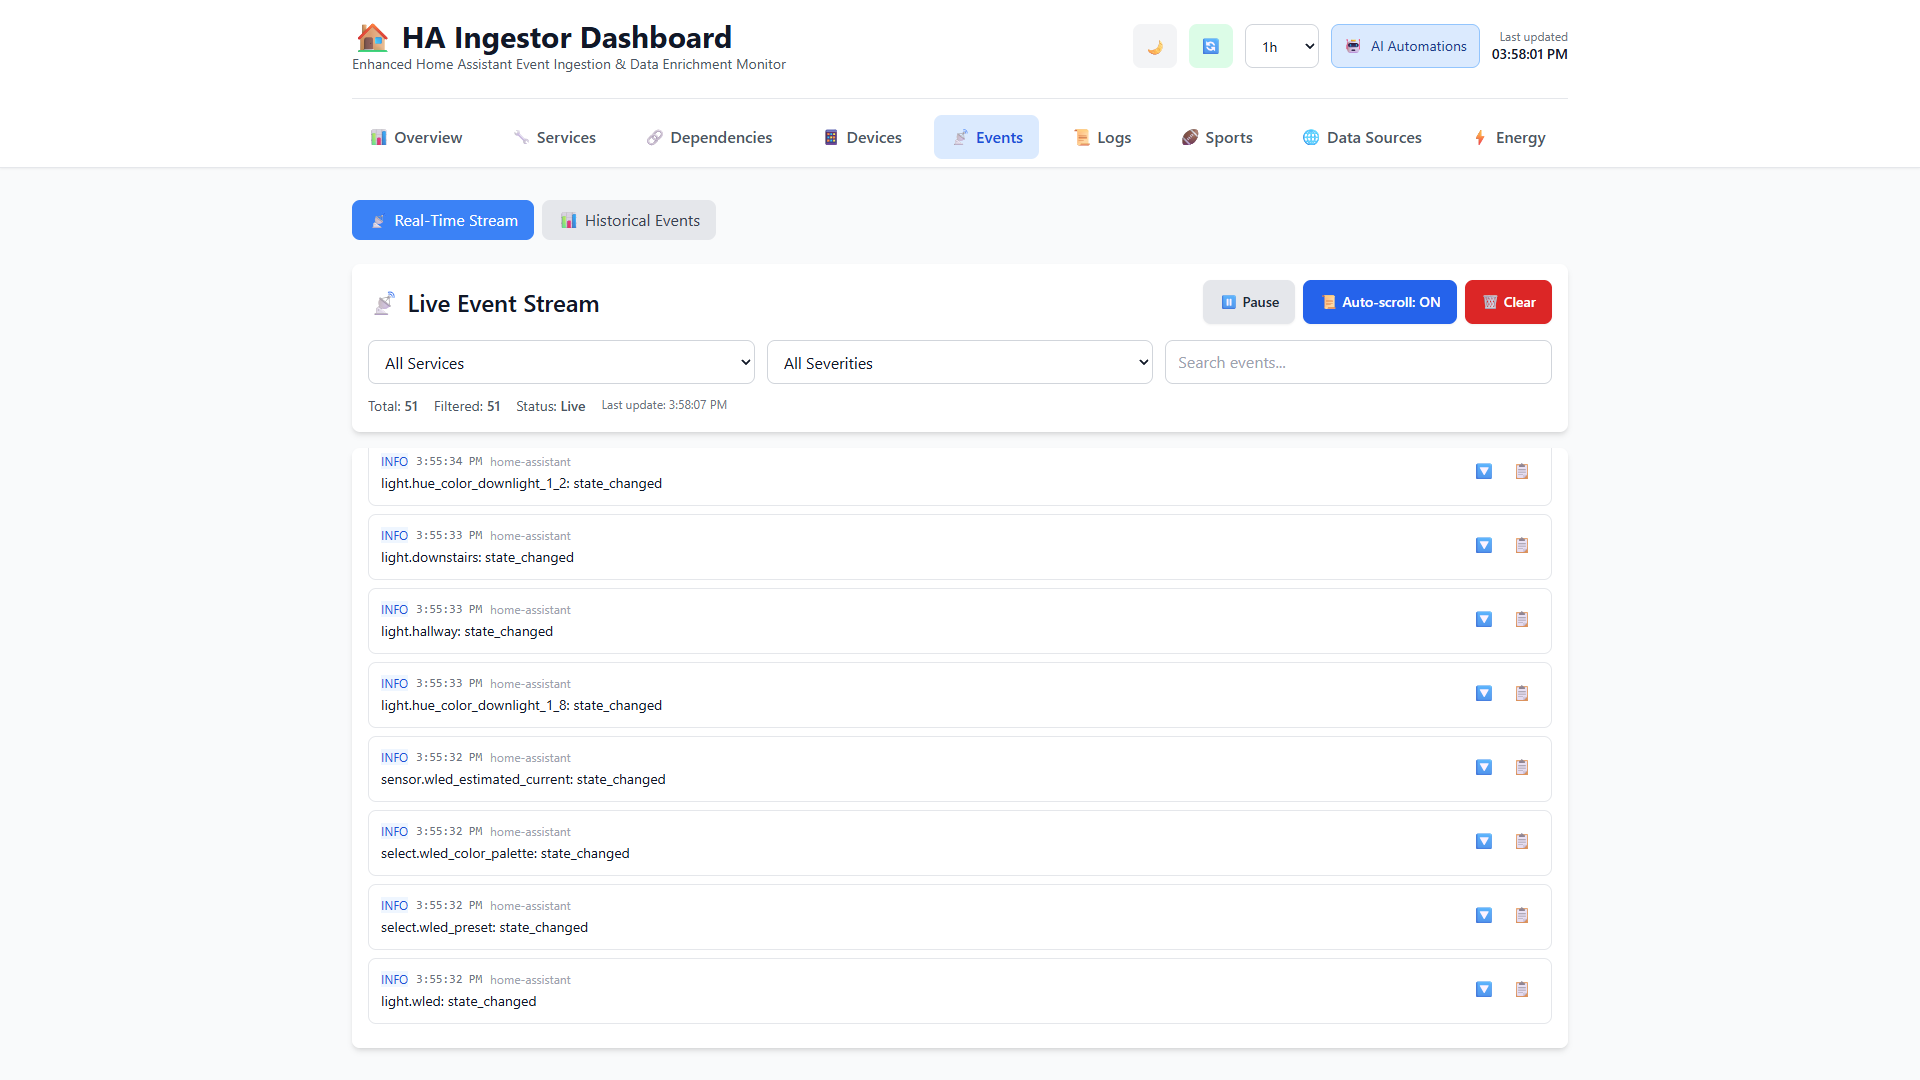 HA Ingestor Dashboard
Enhanced Home Assistant Event Ingestion & Data Enrichment Monitor
1h
AI Automations
Last updated
03:58:01 PM
Overview
Services
Dependencies
Devices
Events
Logs
Sports
Data Sources
Energy
Real-Time Stream
Historical Events
Live Event Stream
Pause
Auto-scroll: ON
Clear
All Services
All Severities
Search events...
Total: 51 Filtered: 51 Status: Live Last update: 3:58:07 PM
INFO 3:55:34 PM home-assistant
light.hue_color_downlight_1_2: state_changed
INFO 3:55:33 PM home-assistant
light.downstairs: state_changed
INFO 3:55:33 PM home-assistant
light.hallway: state_changed
INFO 3:55:33 PM home-assistant
light.hue_color_downlight_1_8: state_changed
INFO 3:55:32 PM home-assistant
sensor.wled_estimated_current: state_changed
INFO 3:55:32 PM home-assistant
select.wled_color_palette: state_changed
INFO 3:55:32 PM home-assistant
select.wled_preset: state_changed
INFO 3:55:32 PM home-assistant
light.wled: state_changed